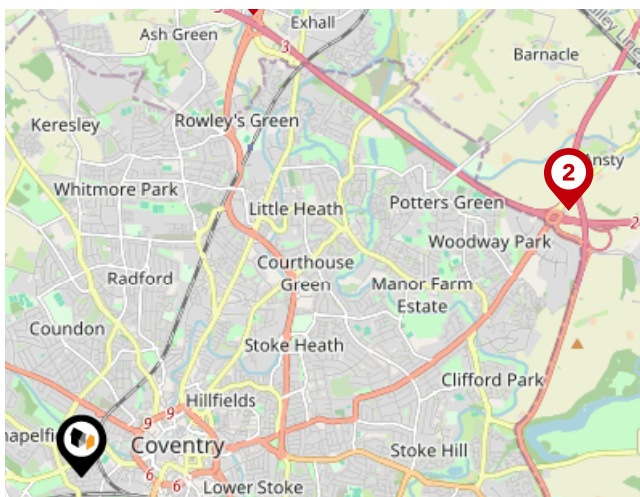 Exhall
Ash Green
3
Barnacle
Keresley
Rowley's Green
Ansty
2
Whitmore Park
Little Heath
Potters Green
Woodway Park
Radford
Courthouse
Green
Manor Farm
Estate
Coundon
Stoke Heath
Clifford Park
Hillfields
9
9
Coventry
Stoke Hill
6
6
Lower Stoke